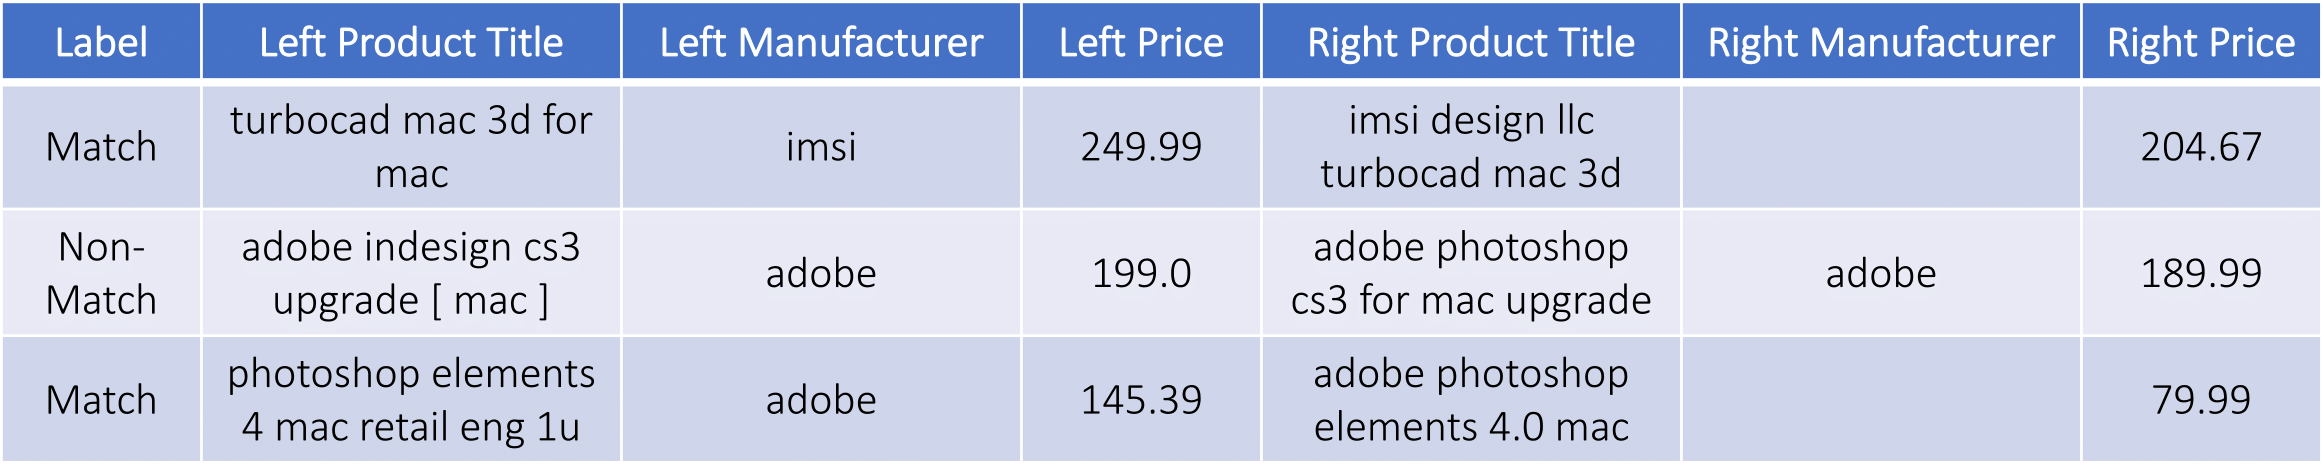 Label Left Product Title Left Manufacturer Left Price Right Product Title Right Manufacturer Right Price
Match
turbocad mac 3d for
mac
imsi
249.99
imsi design llc
turbocad mac 3d
204.67
Non-
Match
adobe indesign cs3
upgrade [ mac ]
adobe
199.0
adobe photoshop
cs3 for mac upgrade
adobe
189.99
Match
photoshop elements
4 mac retail eng 1u
adobe
145.39
adobe photoshop
elements 4.0 mac
79.99